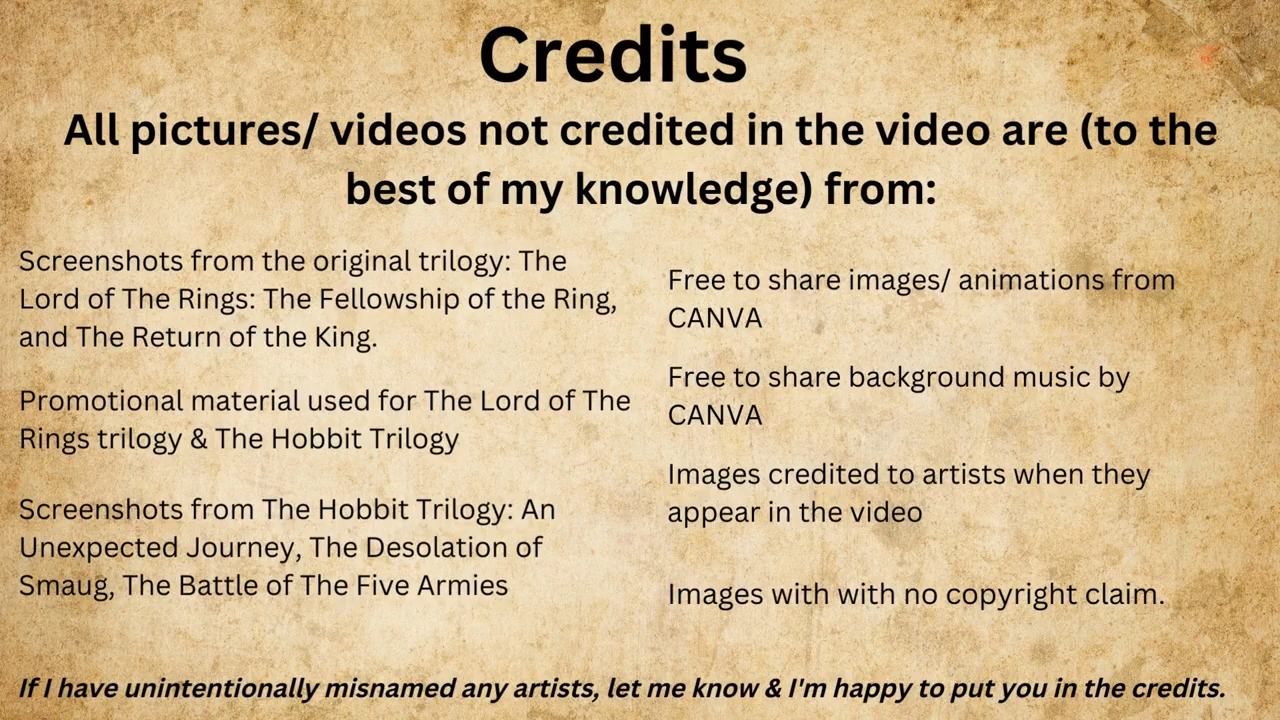 Credits
All pictures/ videos not credited in the video are (to the
best of my knowledge) from:
Screenshots from the original trilogy: The
Lord of The Rings: The Fellowship of the Ring,
and The Return of the King.
Promotional material used for The Lord of The
Rings trilogy & The Hobbit Trilogy
Screenshots from The Hobbit Trilogy: An
Unexpected Journey, The Desolation of
Smaug, The Battle of The Five Armies
Free to share images/ animations from
CANVA
Free to share background music by
CANVA
Images credited to artists when they
appear in the video
Images with with no copyright claim.
If I have unintentionally misnamed any artists, let me know & I'm happy to put you in the credits.